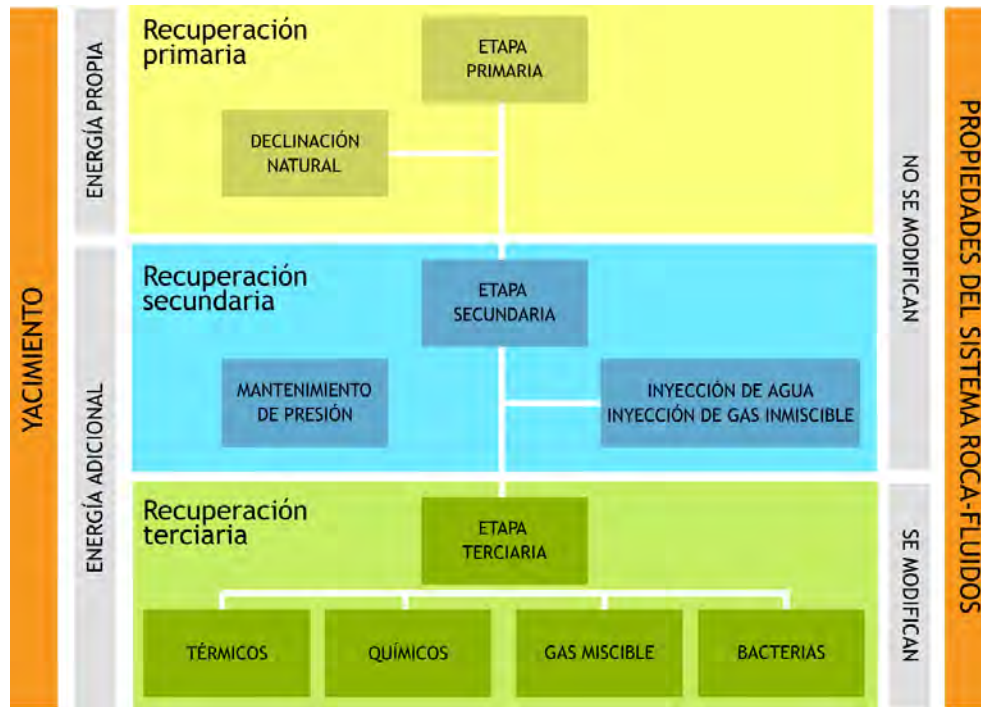 YACIMIENTO
ENERGÍA PROPIA
ENERGÍA ADICIONAL
Recuperación
primaria
ETAPA
PRIMARIA
DECLINACIÓN
NATURAL
Recuperación
secundaria
ETAPA
SECUNDARIA
MANTENIMIENTO
DE PRESIÓN
INYECCIÓN DE AGUA
INYECCIÓN DE GAS INMISCIBLE
Recuperación
terciaria
ETAPA
TERCIARIA
TÉRMICOS
QUÍMICOS
GAS MISCIBLE
BACTERIAS
NO SE MODIFICAN
SE MODIFICAN
PROPIEDADES DEL SISTEMA ROCA-FLUIDOS